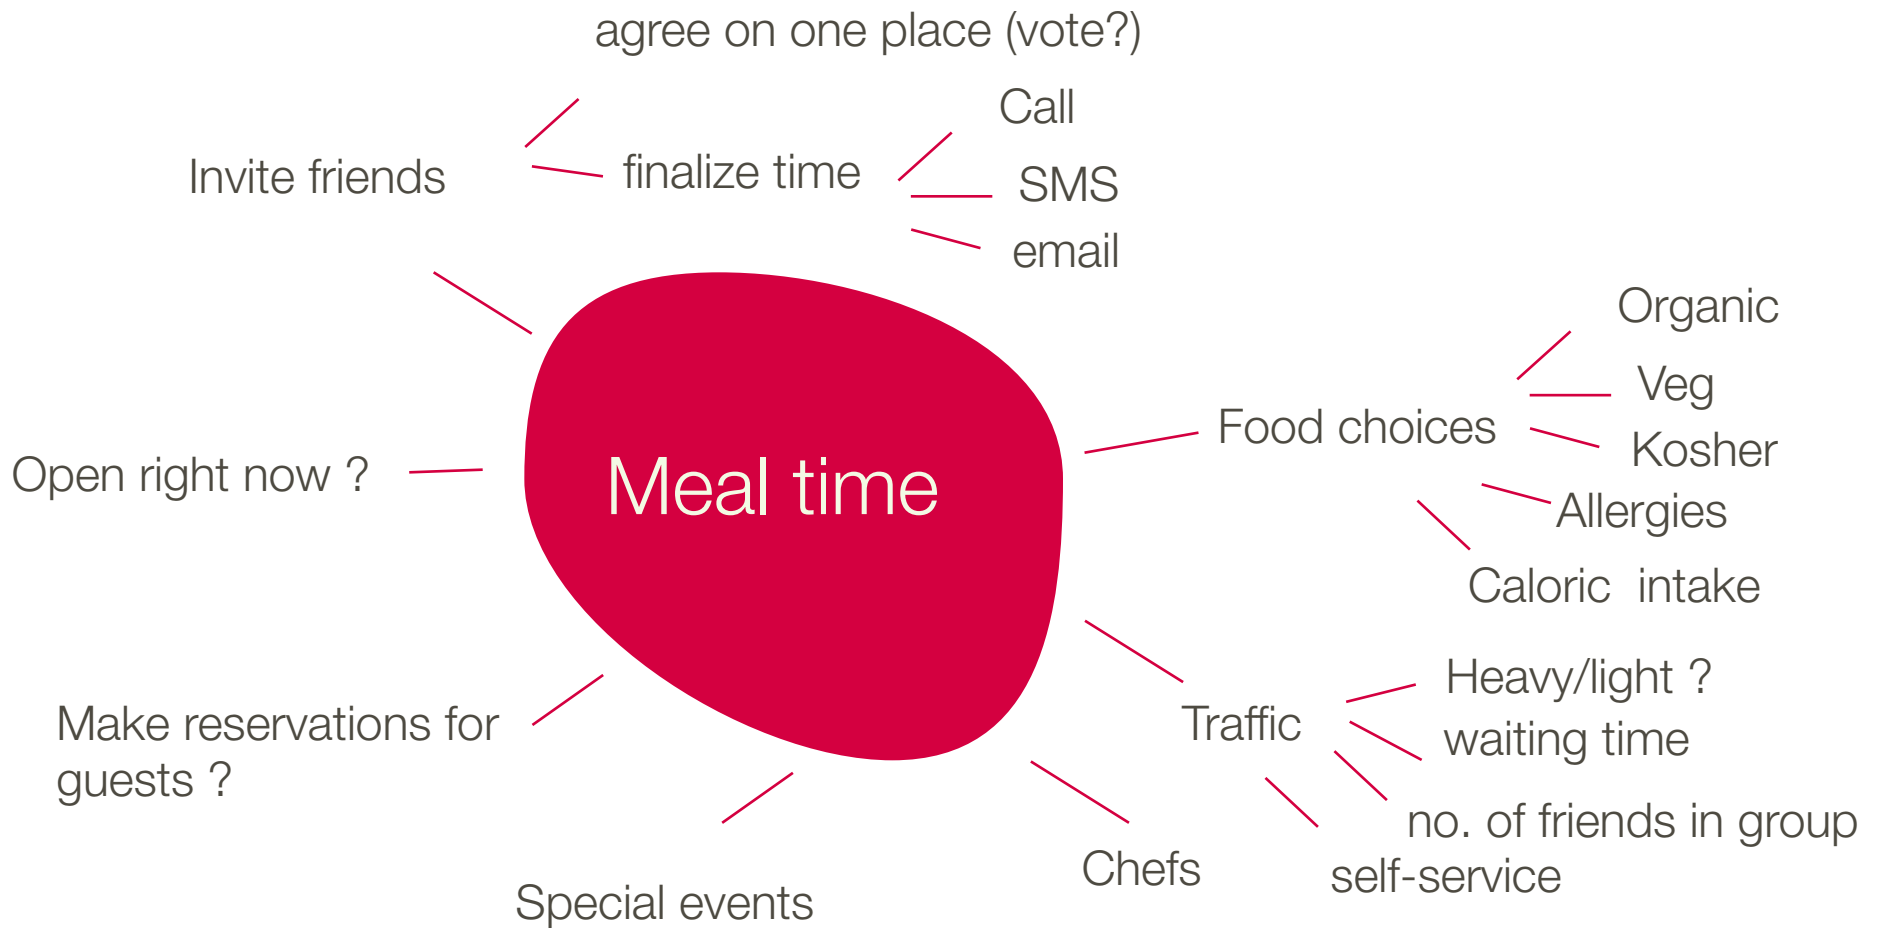 agree on one place (vote?)
Call
Invite friends
finalize time
SMS
email
Organic
Veg
Food choices
Kosher
Open right now ?
Meal time
Allergies
Caloric intake
Heavy/light ?
Make reservations for
guests ?
Traffic
waiting time
no. of friends in group
Chefs
self-service
Special events